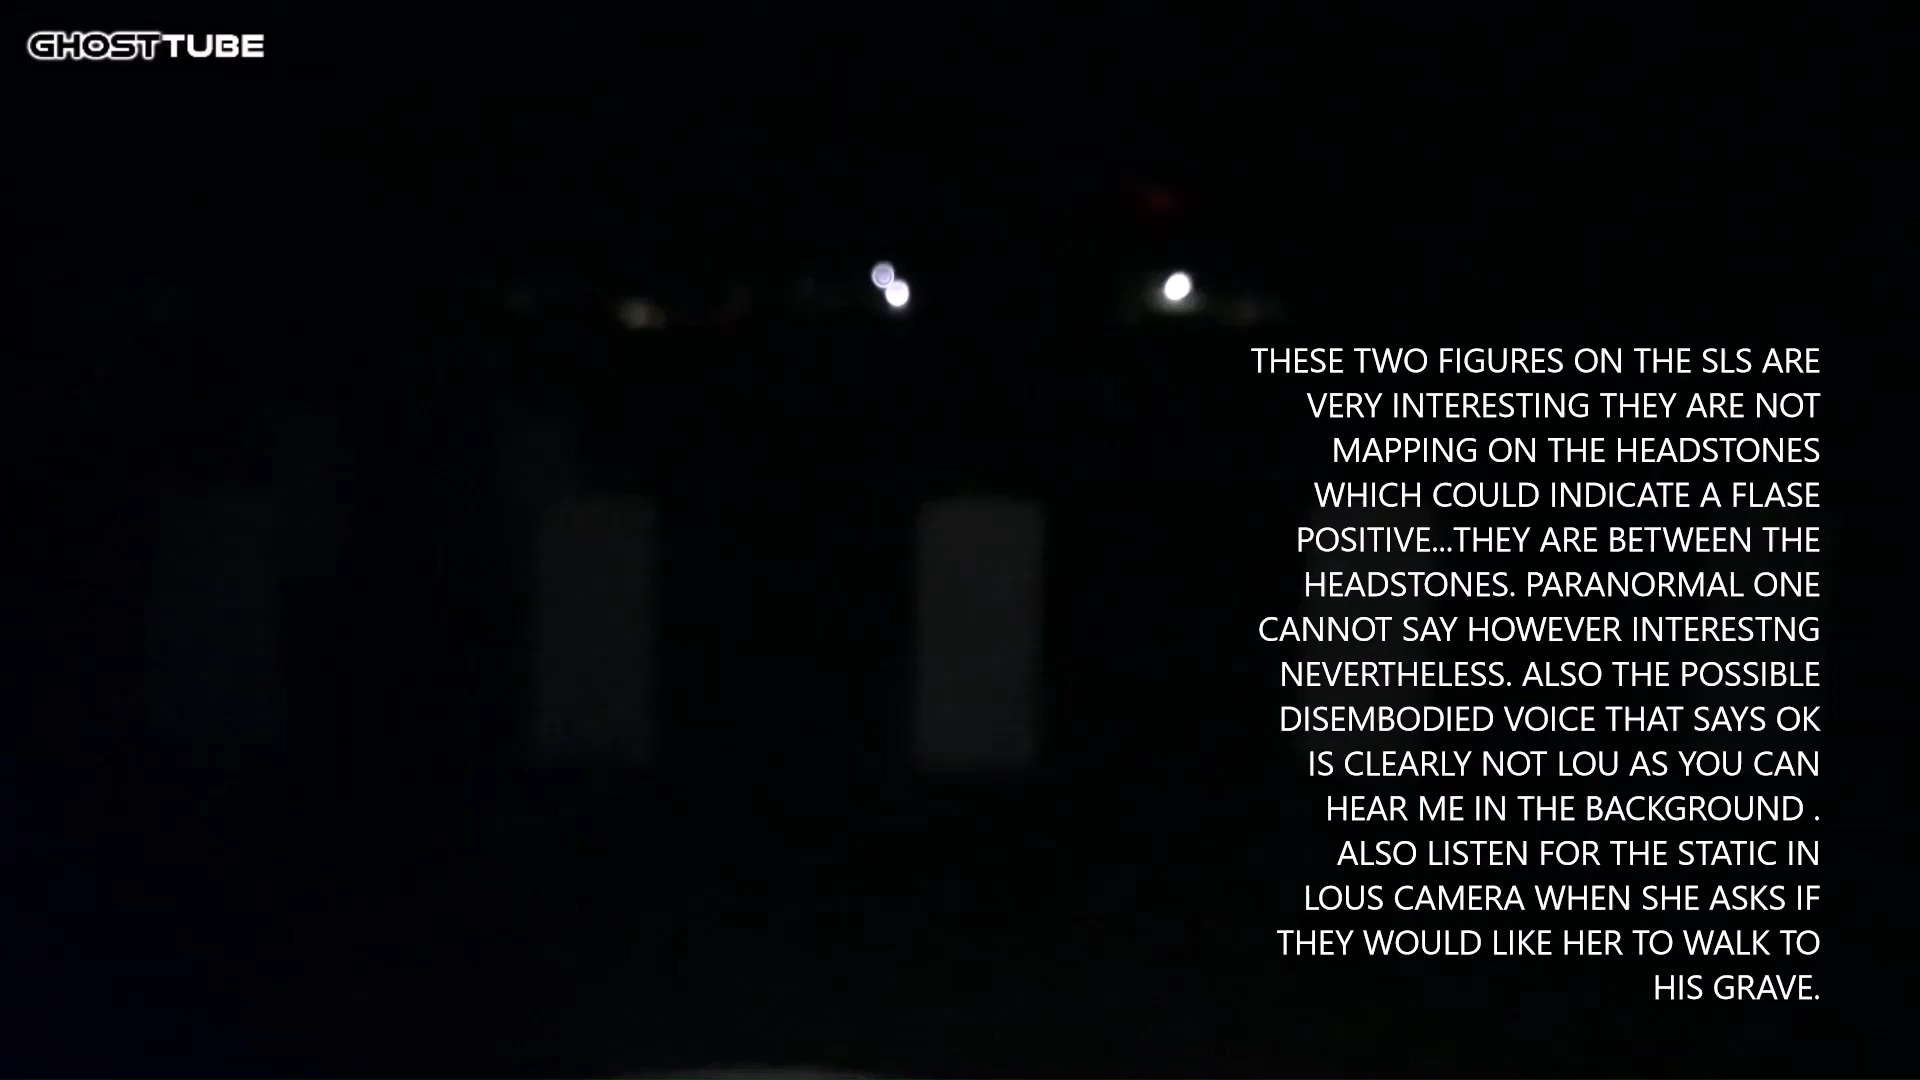 GHOSTTUBE
THESE TWO FIGURES ON THE SLS ARE
VERY INTERESTING THEY ARE NOT
MAPPING ON THE HEADSTONES
WHICH COULD INDICATE A FLASE
POSITIVE...THEY ARE BETWEEN THE
HEADSTONES. PARANORMAL ONE
CANNOT SAY HOWEVER INTERESTNG
NEVERTHELESS. ALSO THE POSSIBLE
DISEMBODIED VOICE THAT SAYS OK
IS CLEARLY NOT LOU AS YOU CAN
HEAR ME IN THE BACKGROUND .
ALSO LISTEN FOR THE STATIC IN
LOUS CAMERA WHEN SHE ASKS IF
THEY WOULD LIKE HER TO WALK TO
HIS GRAVE.